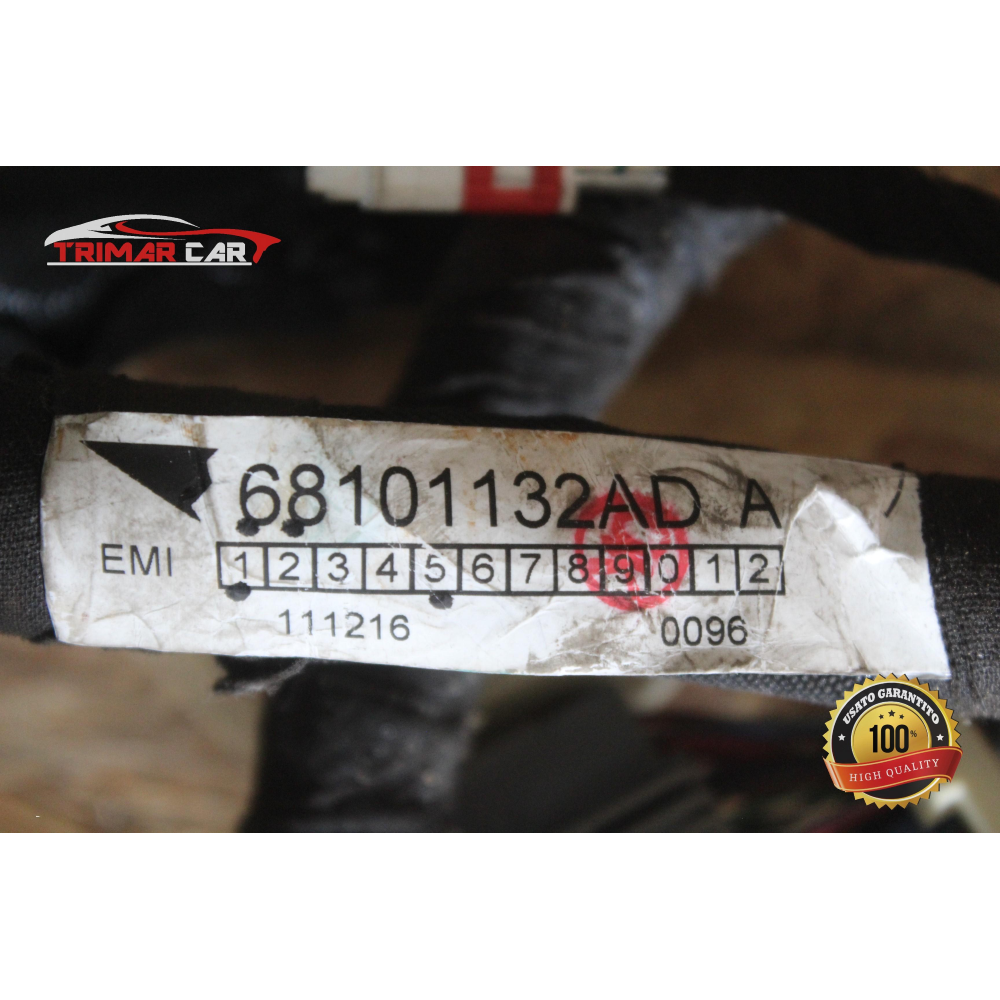 TRIMAR CAR
68101132AD A
EMI 1 2 3 4 5 6 7 8 9 0 1 2
111216 0096
USATO GARANTITO
100%
HIGH QUALITY